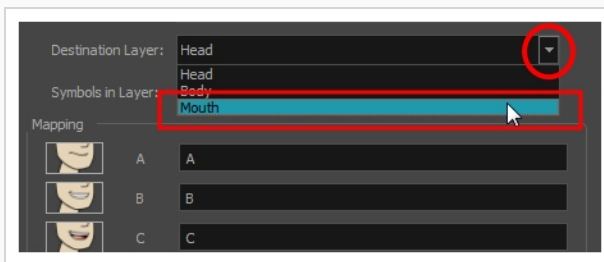 Destination Layer: Head
Head
Symbols in Layer: Body
Mouth
Mapping
A A
B B
C C